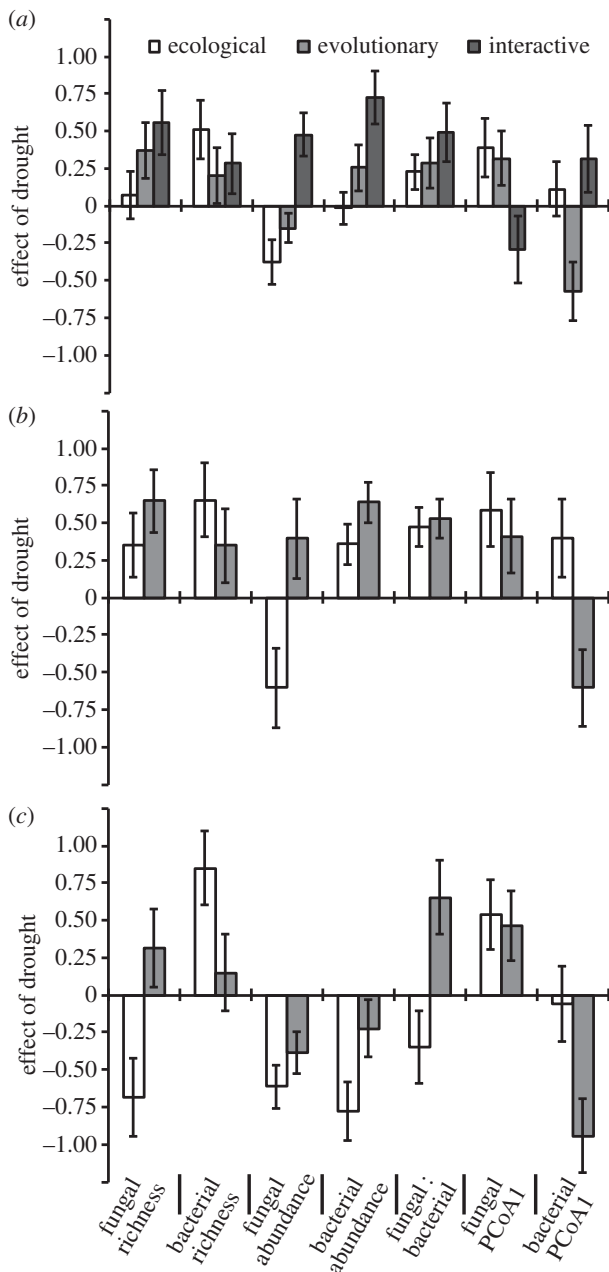 (a)
ecological evolutionary interactive
1.00
0.75
0.50
0.25
0
−0.25
−0.50
−0.75
−1.00
effect of drought
(b)
1.00
0.75
0.50
0.25
0
−0.25
−0.50
−0.75
−1.00
effect of drought
(c)
1.00
0.75
0.50
0.25
0
−0.25
−0.50
−0.75
−1.00
effect of drought
fungal
richness
bacterial
richness
fungal
abundance
bacterial
abundance
fungal :
bacterial
fungal
PCoA1
bacterial
PCoA1